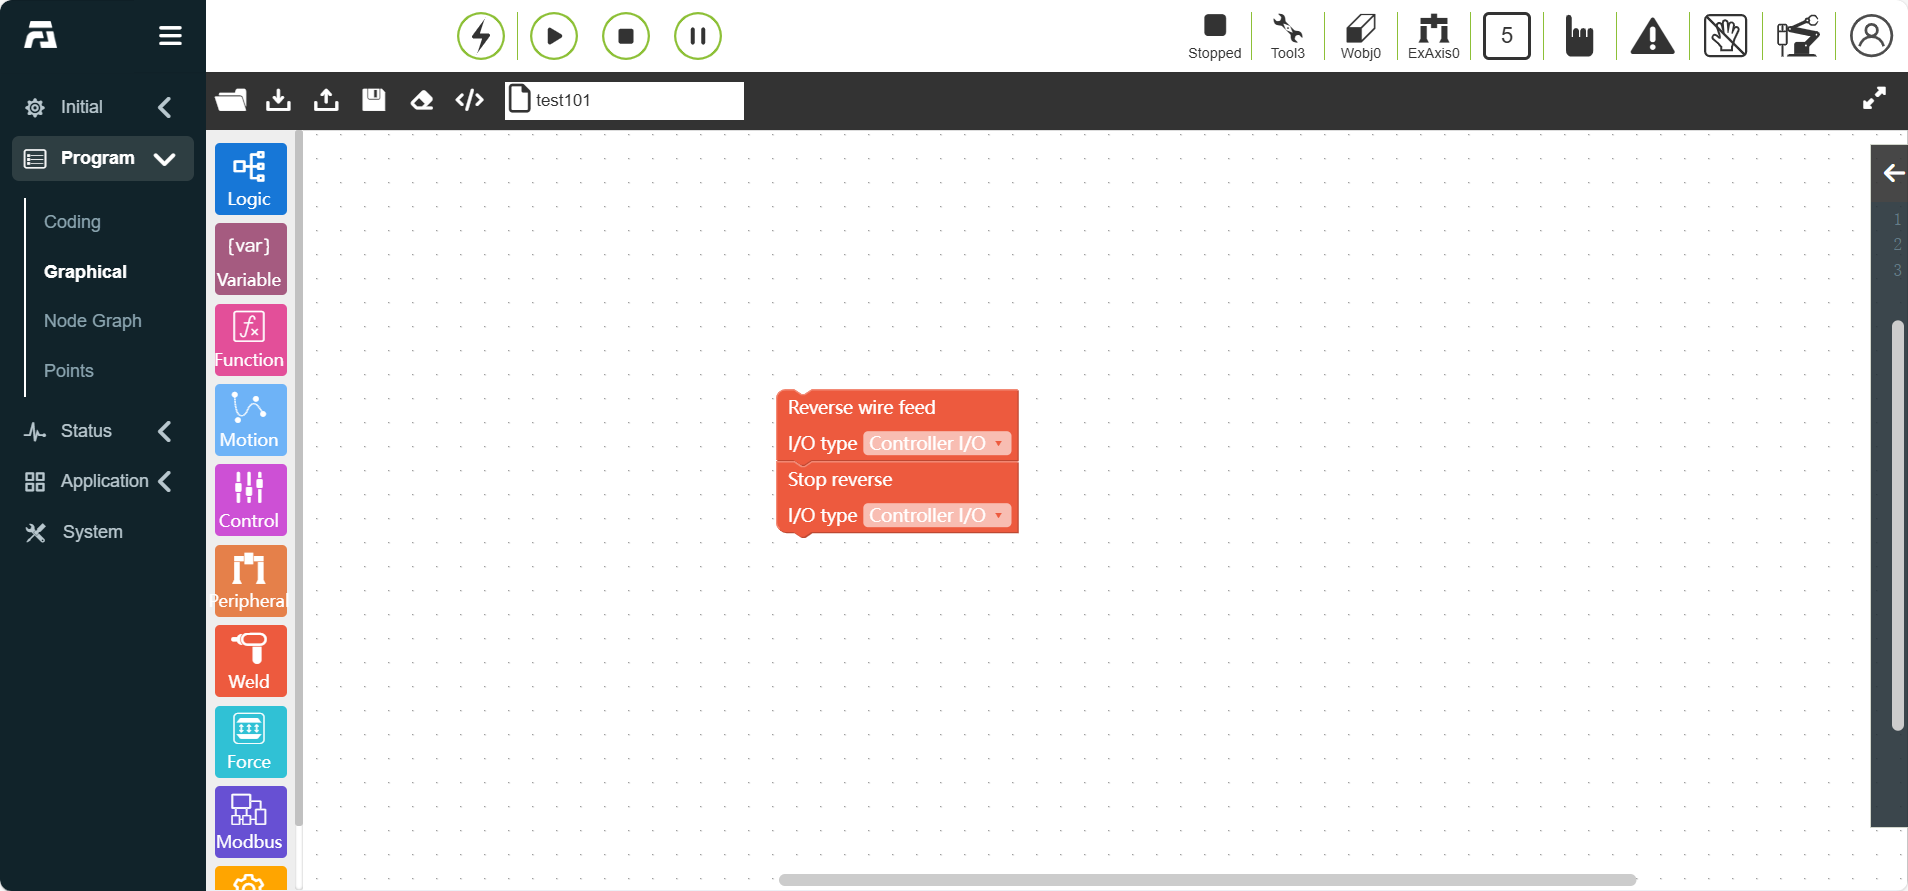 Stopped
Tool3
Wobj0
ExAxis0
5
test101
Initial
Program
Coding
Graphical
Node Graph
Points
Status
Application
System
Logic
{var}
Variable
fx
Function
Motion
Control
Peripheral
Weld
Force
Modbus
Reverse wire feed
I/O type Controller I/O
Stop reverse
I/O type Controller I/O
1
2
3